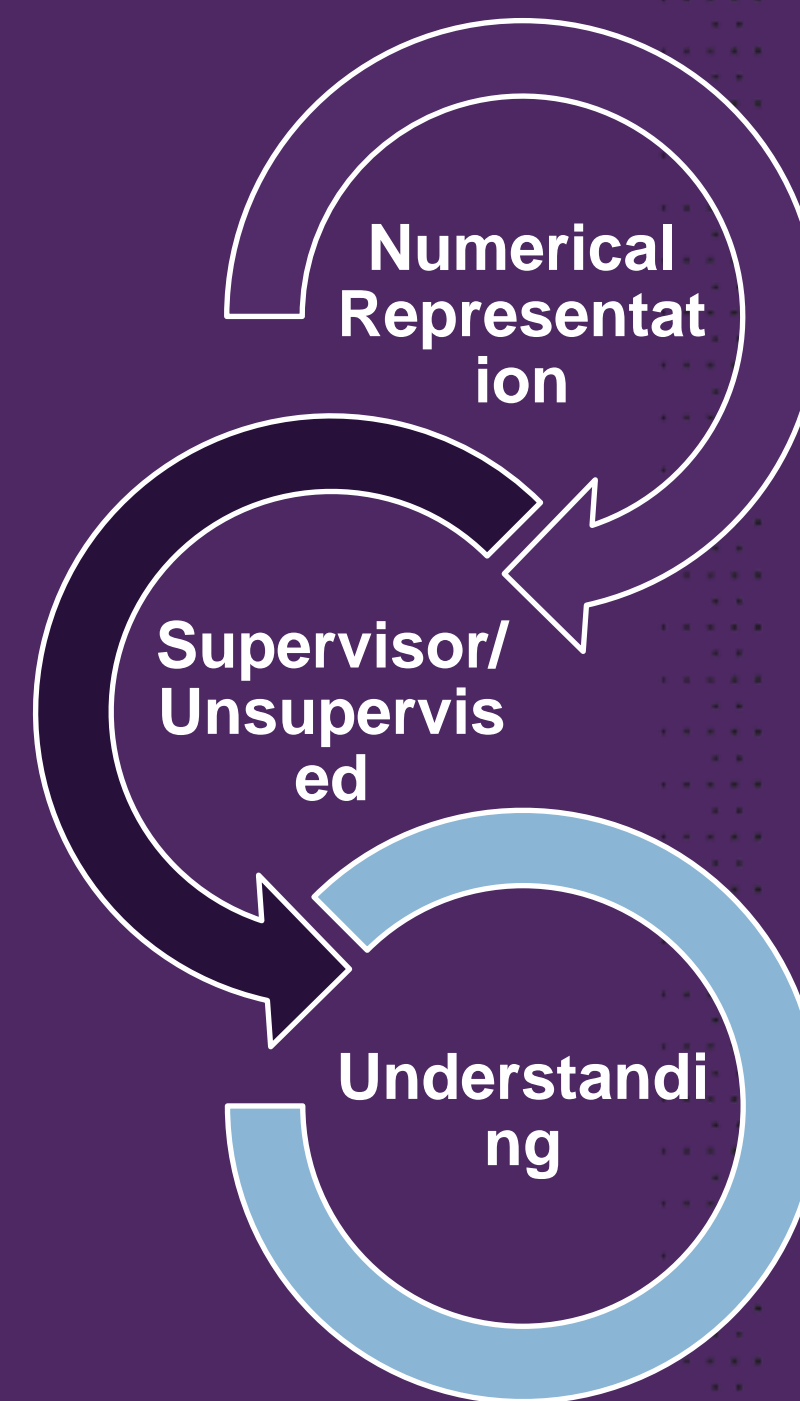 Numerical
Representat
ion
Supervisor/
Unsupervis
ed
Understandi
ng